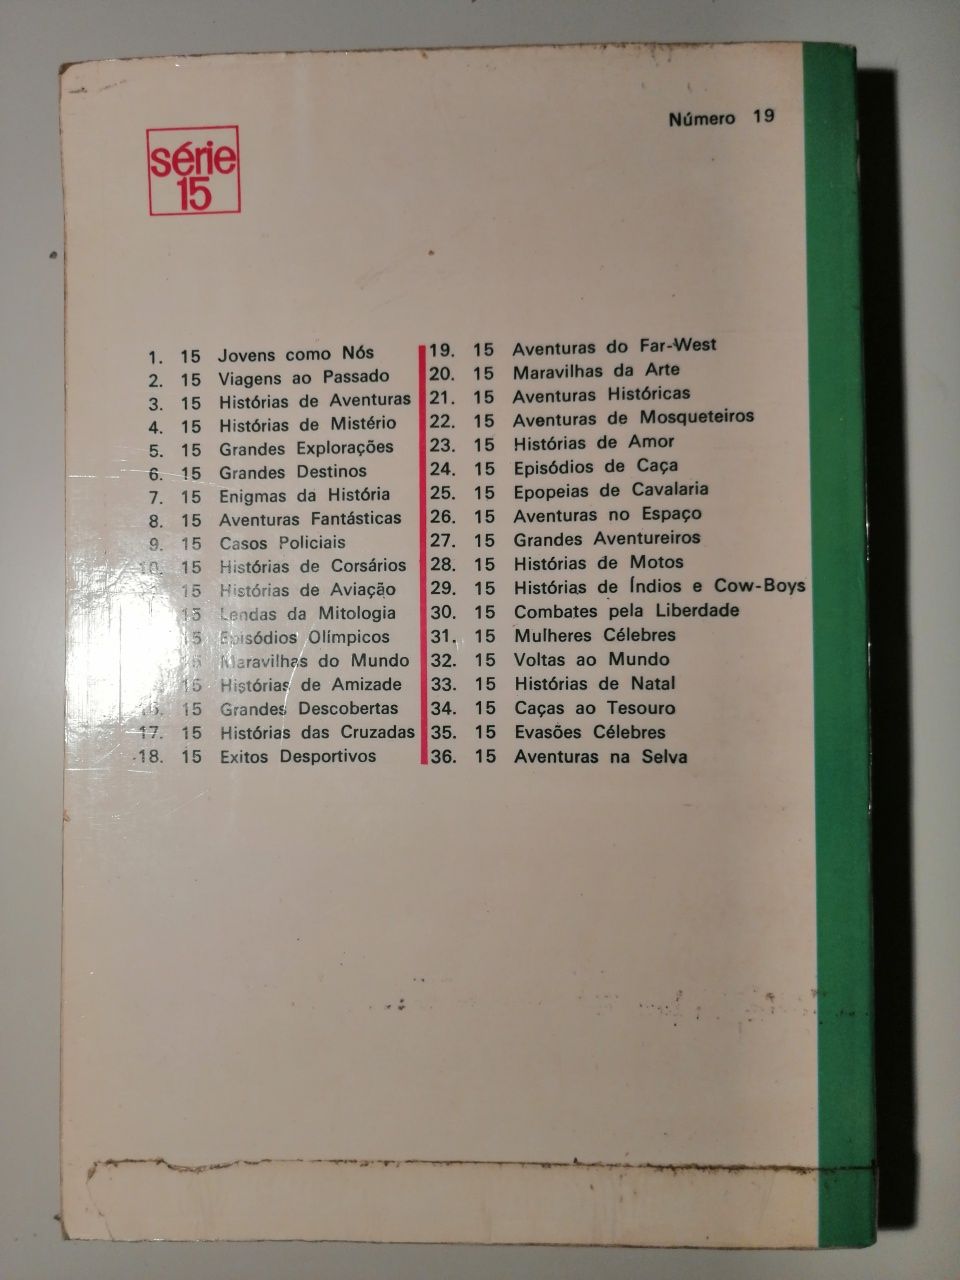 Número 19
série
15
1. 15 Jovens como Nós
2. 15 Viagens ao Passado
3. 15 Histórias de Aventuras
4. 15 Histórias de Mistério
5. 15 Grandes Explorações
6. 15 Grandes Destinos
7. 15 Enigmas da História
8. 15 Aventuras Fantásticas
9. 15 Casos Policiais
10. 15 Histórias de Corsários
15 Histórias de Aviação
15 Lendas da Mitologia
15 Episódios Olímpicos
15 Maravilhas do Mundo
15 Histórias de Amizade
16. 15 Grandes Descobertas
17. 15 Histórias das Cruzadas
18. 15 Exitos Desportivos
19. 15 Aventuras do Far-West
20. 15 Maravilhas da Arte
21. 15 Aventuras Históricas
22. 15 Aventuras de Mosqueteiros
23. 15 Histórias de Amor
24. 15 Episódios de Caça
25. 15 Epopeias de Cavalaria
26. 15 Aventuras no Espaço
27. 15 Grandes Aventureiros
28. 15 Histórias de Motos
29. 15 Histórias de Índios e Cow-Boys
30. 15 Combates pela Liberdade
31. 15 Mulheres Célebres
32. 15 Voltas ao Mundo
33. 15 Histórias de Natal
34. 15 Caças ao Tesouro
35. 15 Evasões Célebres
36. 15 Aventuras na Selva